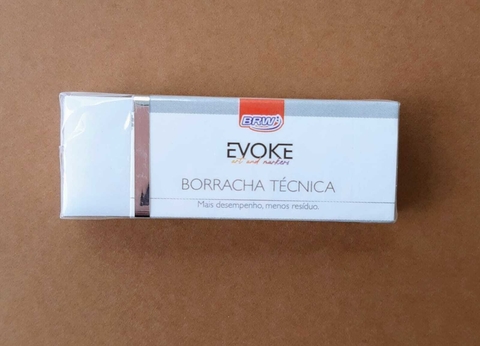 BRW
EVOKE
art and markers
BORRACHA TÉCNICA
Mais desempenho, menos resíduo.